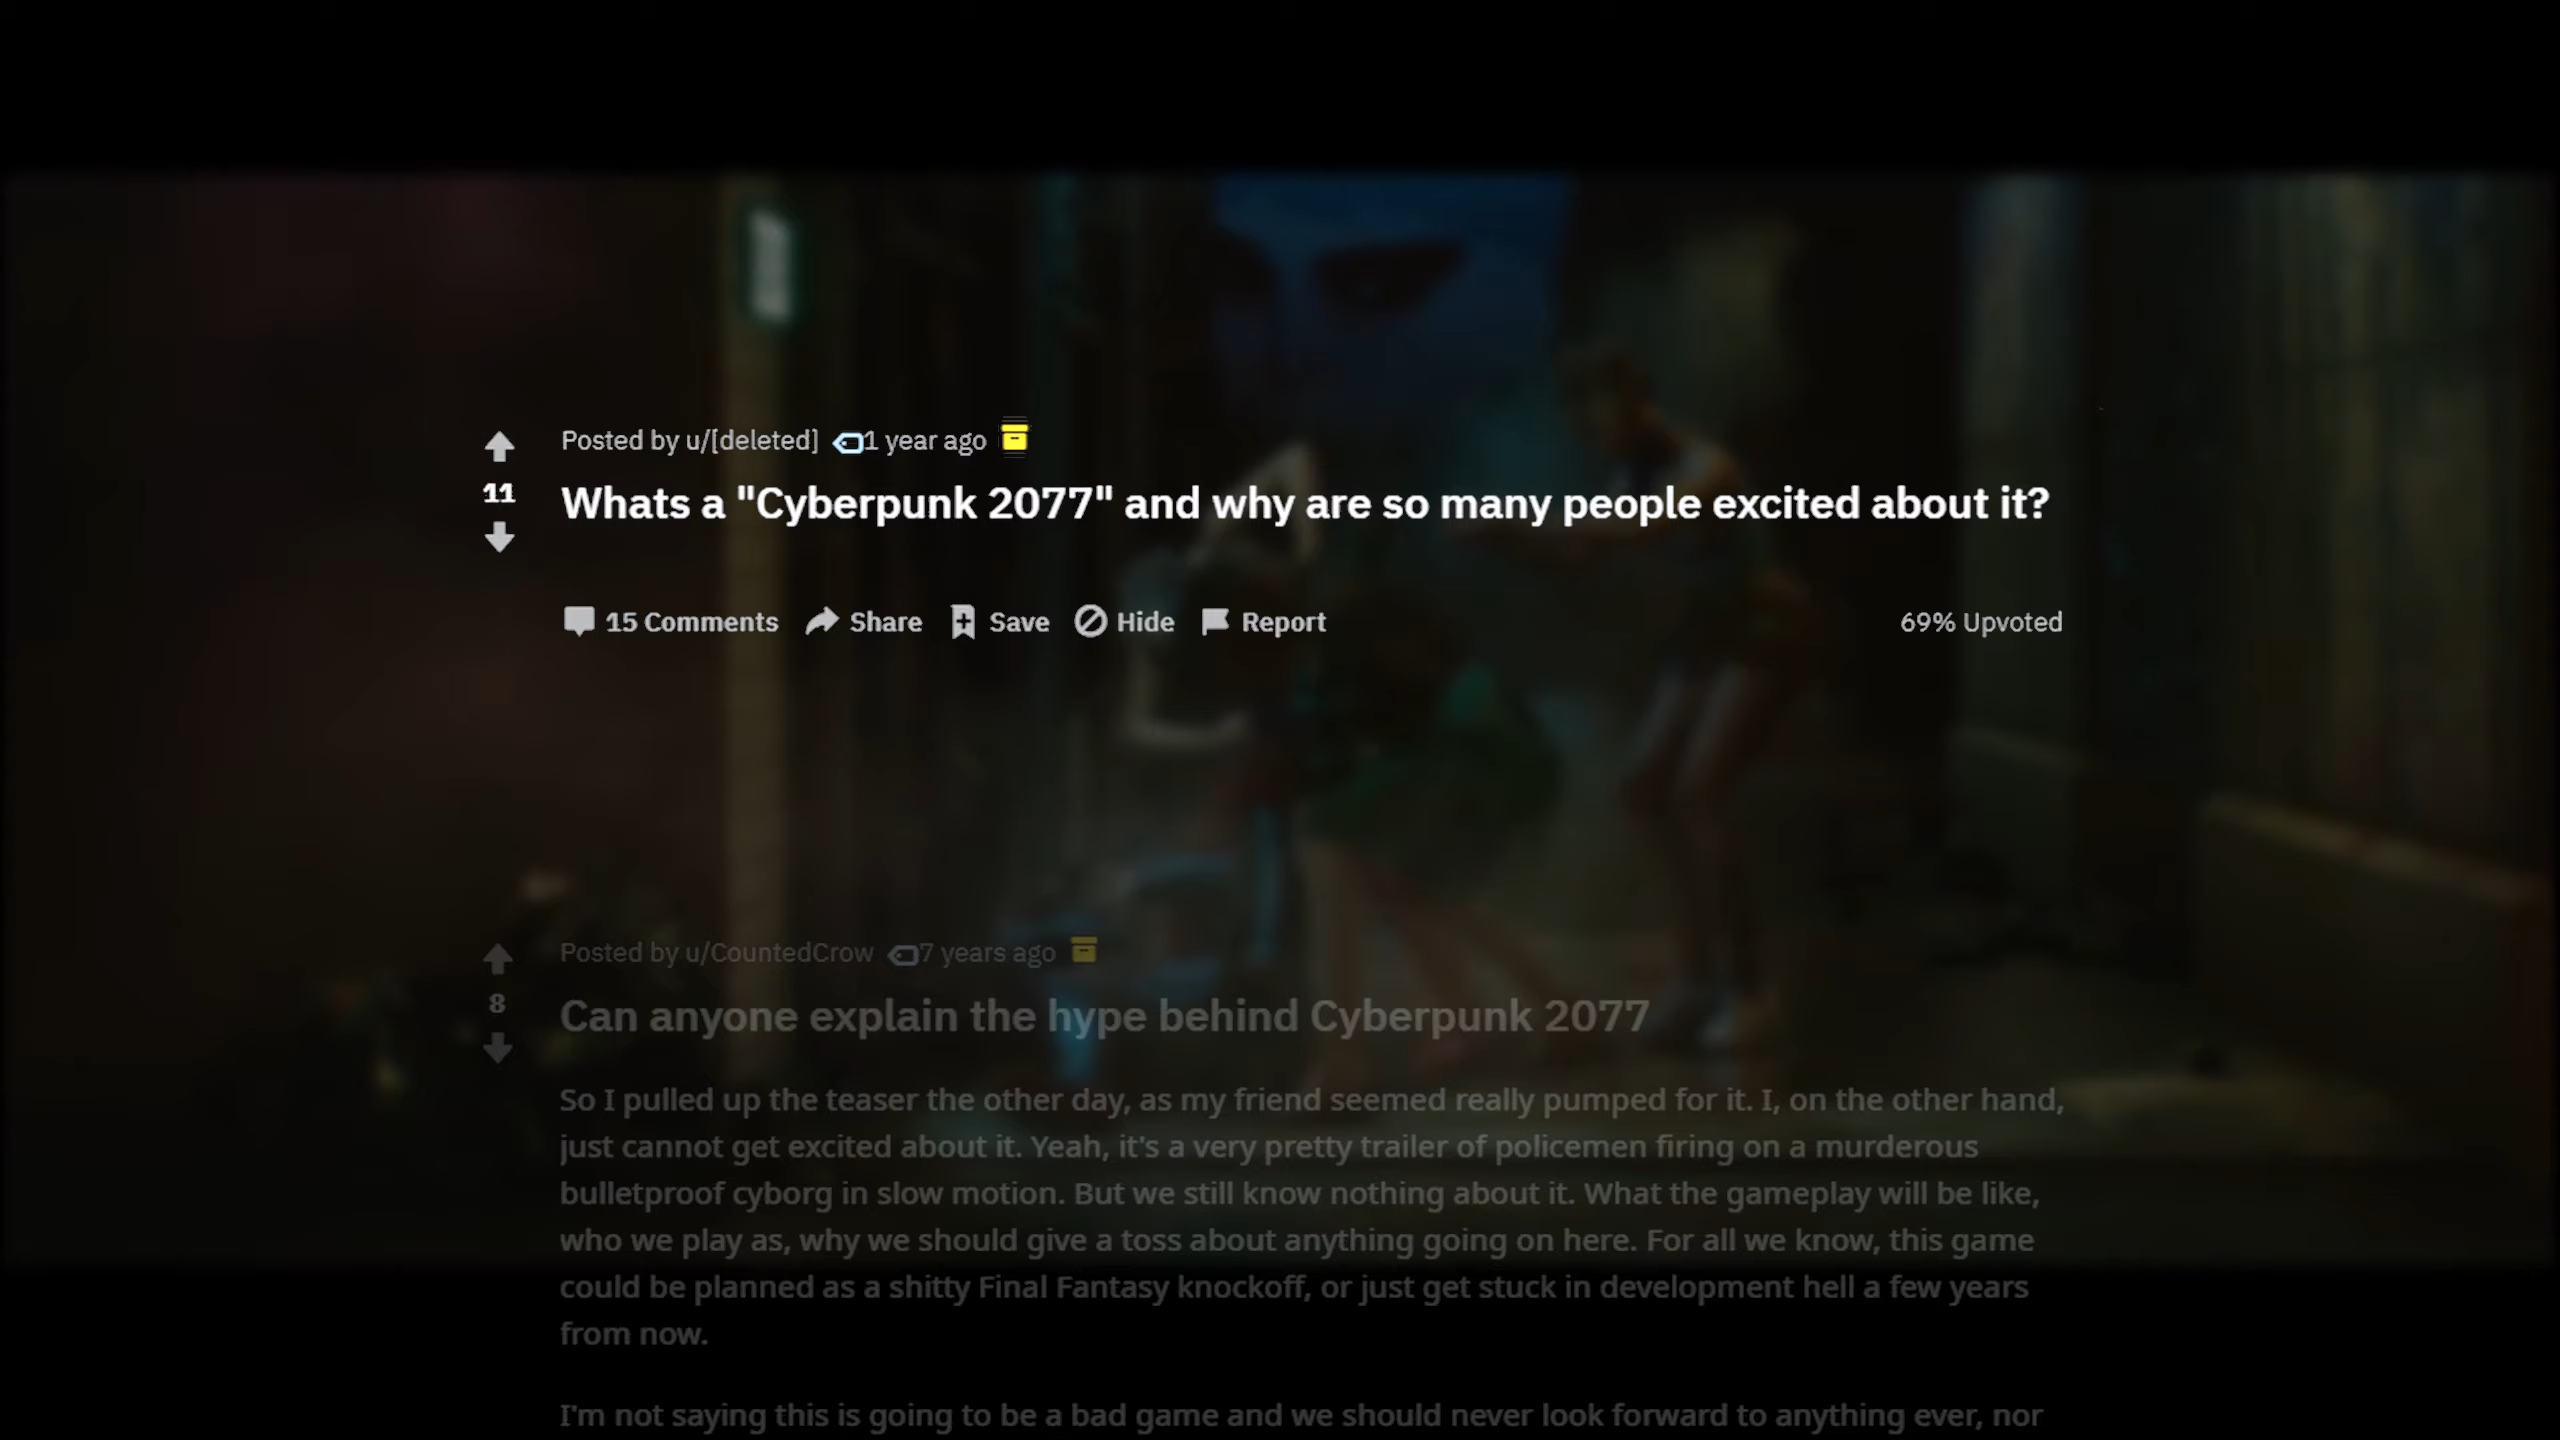 Posted by u/[deleted] 1 year ago
11
Whats a "Cyberpunk 2077" and why are so many people excited about it?
15 Comments Share Save Hide Report 69% Upvoted
Posted by u/CountedCrow 7 years ago
8
Can anyone explain the hype behind Cyberpunk 2077
So I pulled up the teaser the other day, as my friend seemed really pumped for it. I, on the other hand,
just cannot get excited about it. Yeah, it's a very pretty trailer of policemen firing on a murderous
bulletproof cyborg in slow motion. But we still know nothing about it. What the gameplay will be like,
who we play as, why we should give a toss about anything going on here. For all we know, this game
could be planned as a shitty Final Fantasy knockoff, or just get stuck in development hell a few years
from now.
I'm not saying this is going to be a bad game and we should never look forward to anything ever, nor